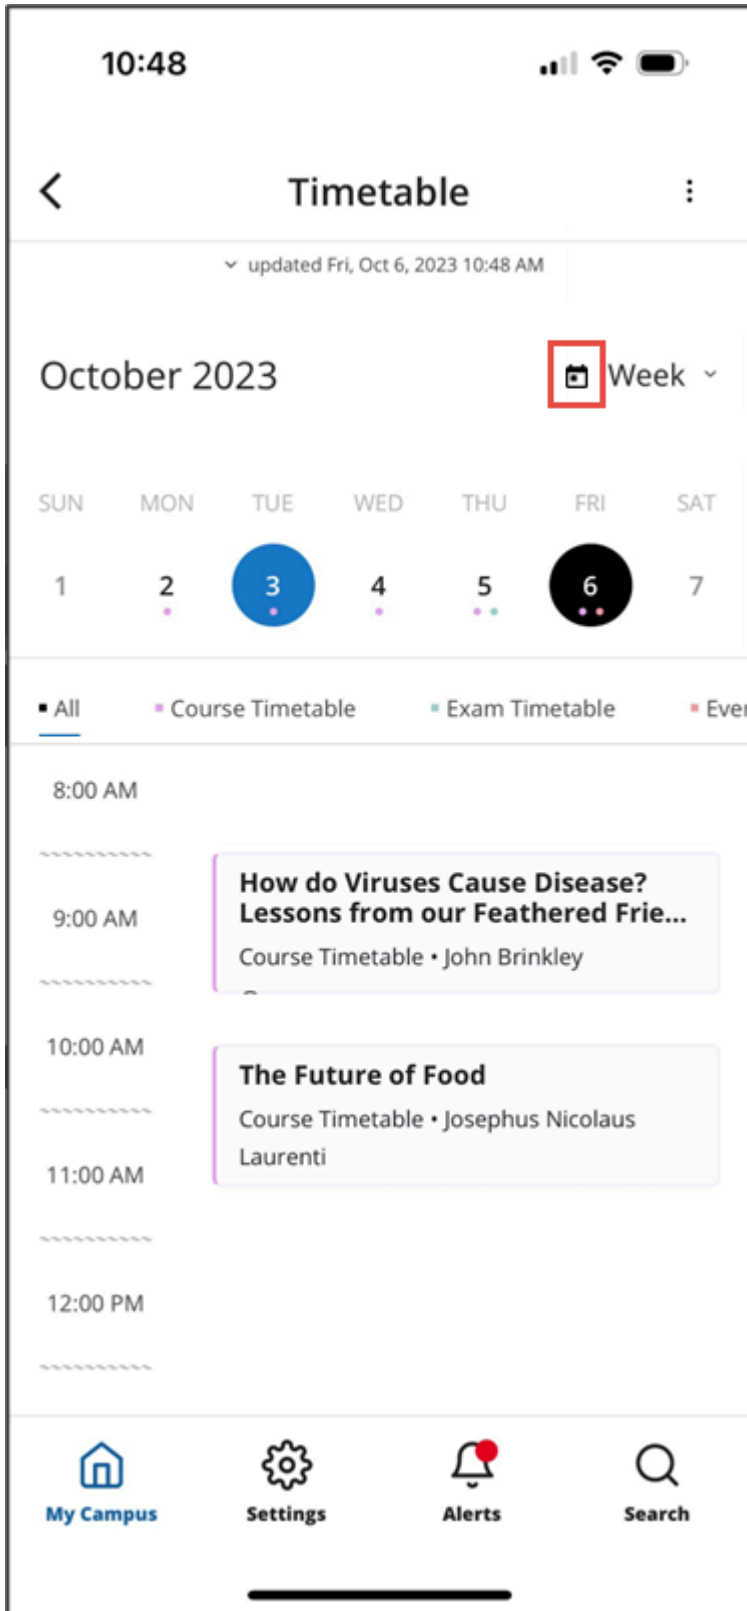 10:48
Timetable
updated Fri, Oct 6, 2023 10:48 AM
October 2023
Week
SUN MON TUE WED THU FRI SAT
1 2 3 4 5 6 7
All Course Timetable Exam Timetable Ever
8:00 AM
How do Viruses Cause Disease?
9:00 AM
Lessons from our Feathered Frie...
Course Timetable • John Brinkley
10:00 AM
The Future of Food
Course Timetable • Josephus Nicolaus
Laurenti
11:00 AM
12:00 PM
My Campus Settings Alerts Search